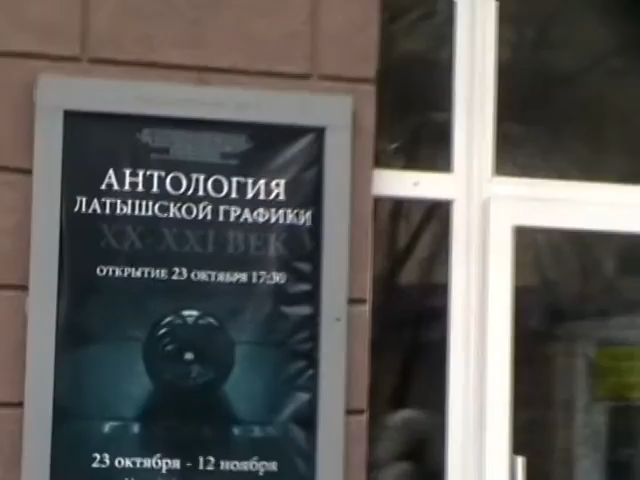 АНТОЛОГИЯ
ЛАТЫШСКОЙ ГРАФИКИ
XX-XXI ВЕК
ОТКРЫТИЕ 23 ОКТЯБРЯ 17:30
23 октября - 12 ноября